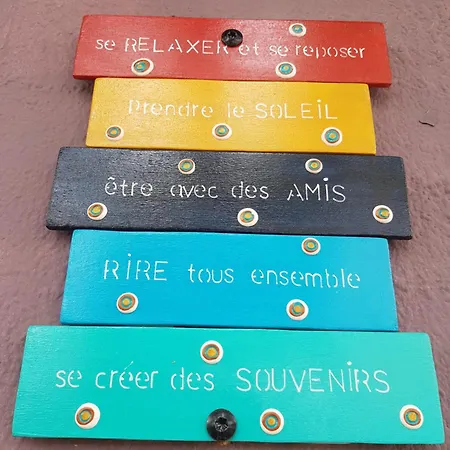 se RELAXER et se reposer
Prendre le SOLEIL
être avec des AMIS
RIRE tous ensemble
se créer des SOUVENIRS